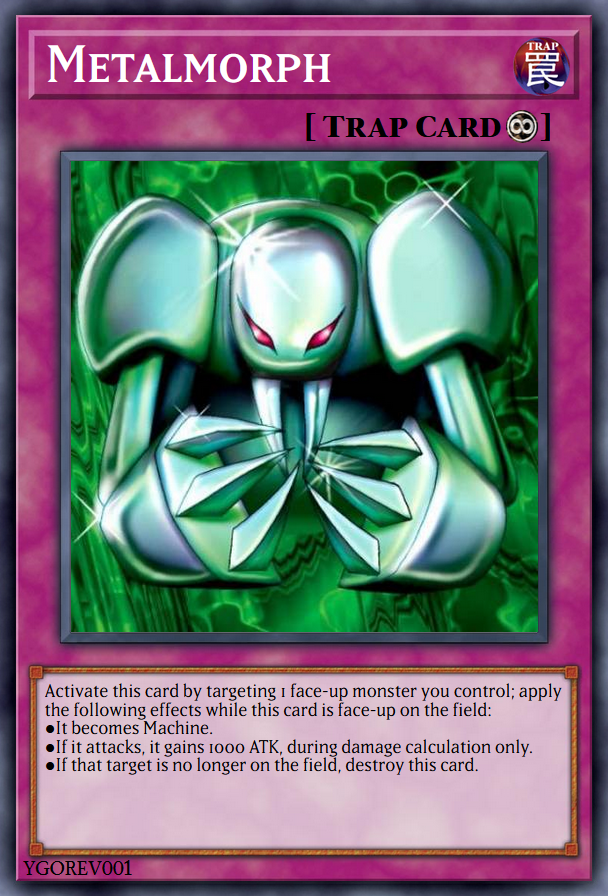 METALMORPH
TRAP
罠
[ TRAP CARD ]
Activate this card by targeting 1 face-up monster you control; apply
the following effects while this card is face-up on the field:
●It becomes Machine.
●If it attacks, it gains 1000 ATK, during damage calculation only.
●If that target is no longer on the field, destroy this card.
YGOREV001